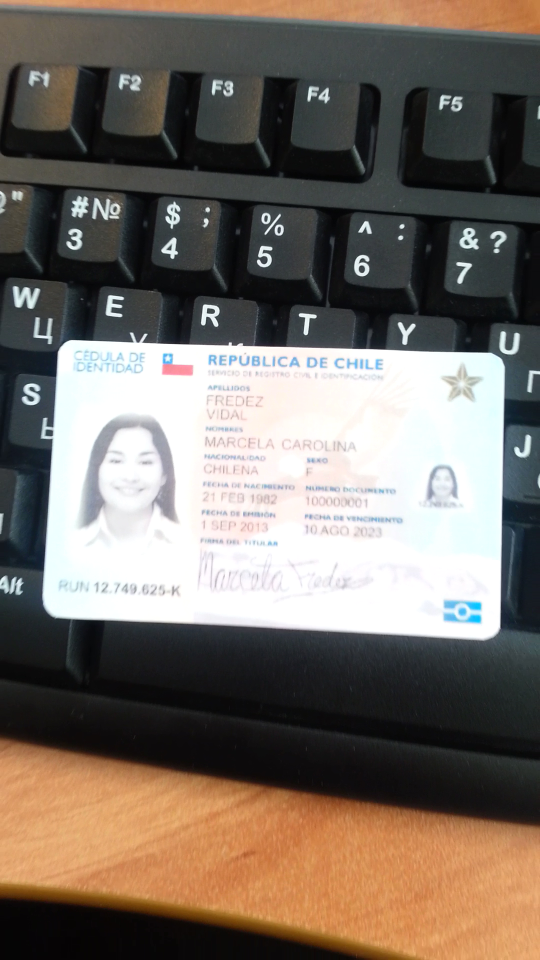 F1 F2 F3 F4 F5
@" #№ 3 $ ; 4 % 5 ^ : 6 & ? 7
W Ц E R T Y U
S J
Alt
CÉDULA DE
IDENTIDAD
REPÚBLICA DE CHILE
SERVICIO DE REGISTRO CIVIL E IDENTIFICACIÓN
APELLIDOS
FREDEZ
VIDAL
NOMBRES
MARCELA CAROLINA
NACIONALIDAD SEXO
CHILENA F
FECHA DE NACIMIENTO NÚMERO DOCUMENTO
21 FEB 1982 100000001
FECHA DE EMISIÓN FECHA DE VENCIMIENTO
1 SEP 2013 10 AGO 2023
FIRMA DEL TITULAR
Marcella Fredez
RUN 12.749.625-K